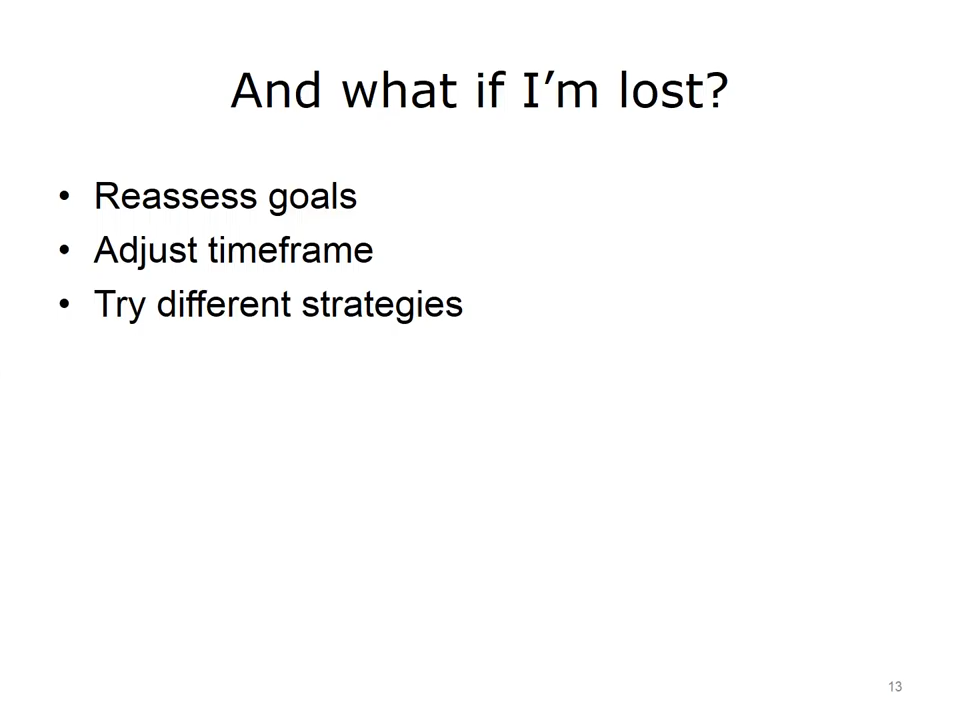 And what if I’m lost?
• Reassess goals
• Adjust timeframe
• Try different strategies
13